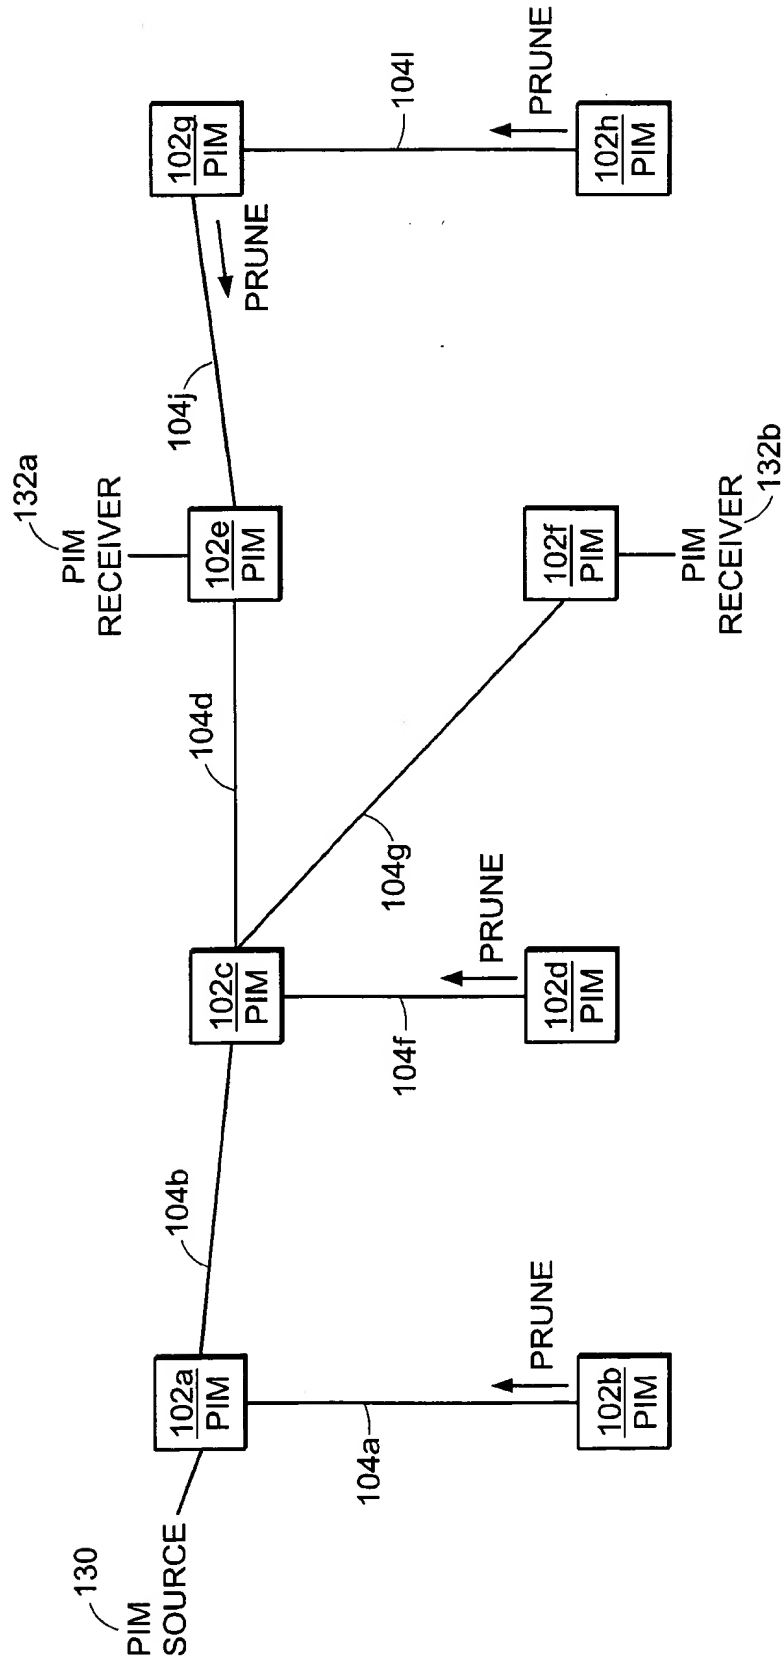 130
PIM
SOURCE
102a
PIM
104a
PRUNE
102b
PIM
104b
102c
PIM
104f
PRUNE
102d
PIM
104d
104g
132a
PIM
RECEIVER
102e
PIM
102f
PIM
PIM
RECEIVER
132b
104j
PRUNE
102g
PIM
104l
PRUNE
102h
PIM